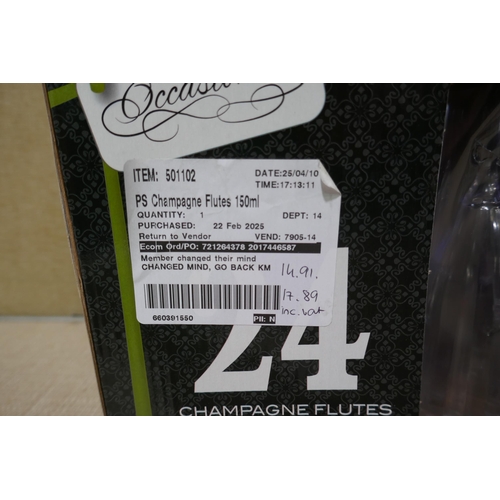 Occasions
ITEM: 501102 DATE:25/04/10
TIME:17:13:11
PS Champagne Flutes 150ml
QUANTITY: 1 DEPT: 14
PURCHASED: 22 Feb 2025
Return to Vendor VEND: 7905-14
Ecom Ord/PO: 721264378 2017446587
Member changed their mind
CHANGED MIND, GO BACK KM
14.91.
17.89
inc. vat
660391550 PII: N
24
CHAMPAGNE FLUTES